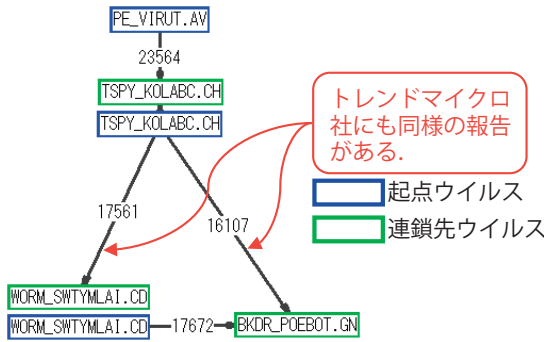 PE_VIRUT.AV
23564
TSPY_KOLABC.CH
TSPY_KOLABC.CH
トレンドマイクロ
社にも同様の報告
がある.
起点ウイルス
連鎖先ウイルス
17561
16107
WORM_SWTYMLAI.CD
WORM_SWTYMLAI.CD
17672
BKDR_POEBOT.GN